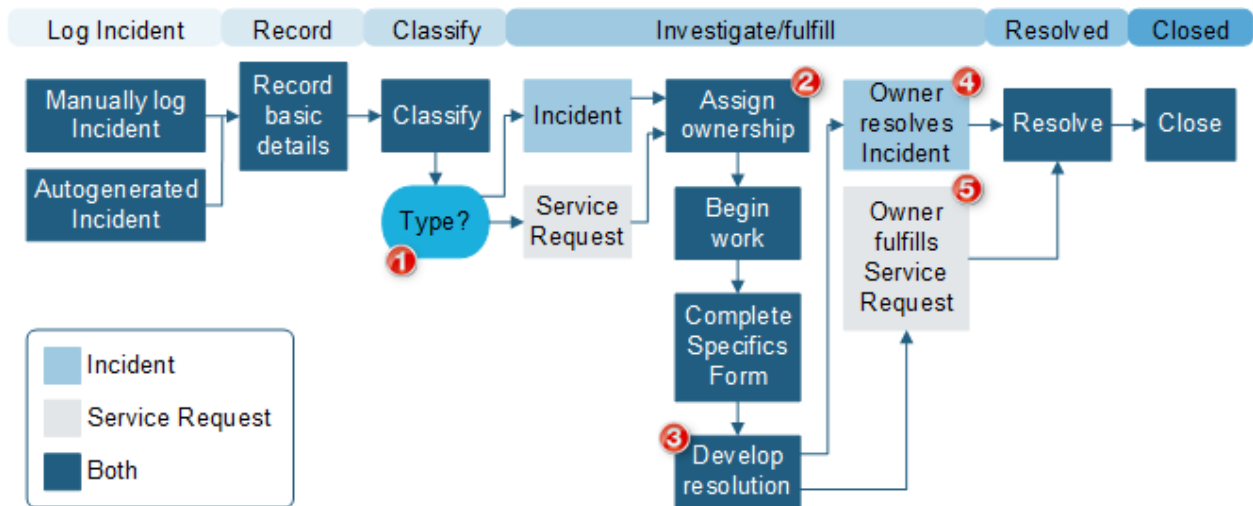 Log Incident
Record
Classify
Investigate/fulfill
Resolved
Closed
Manually log
Incident
Autogenerated
Incident
Record
basic
details
Classify
Type?
1
Incident
Service
Request
2
Assign
ownership
Begin
work
Complete
Specifics
Form
3
Develop
resolution
4
Owner
resolves
Incident
5
Owner
fulfills
Service
Request
Resolve
Close
Incident
Service Request
Both